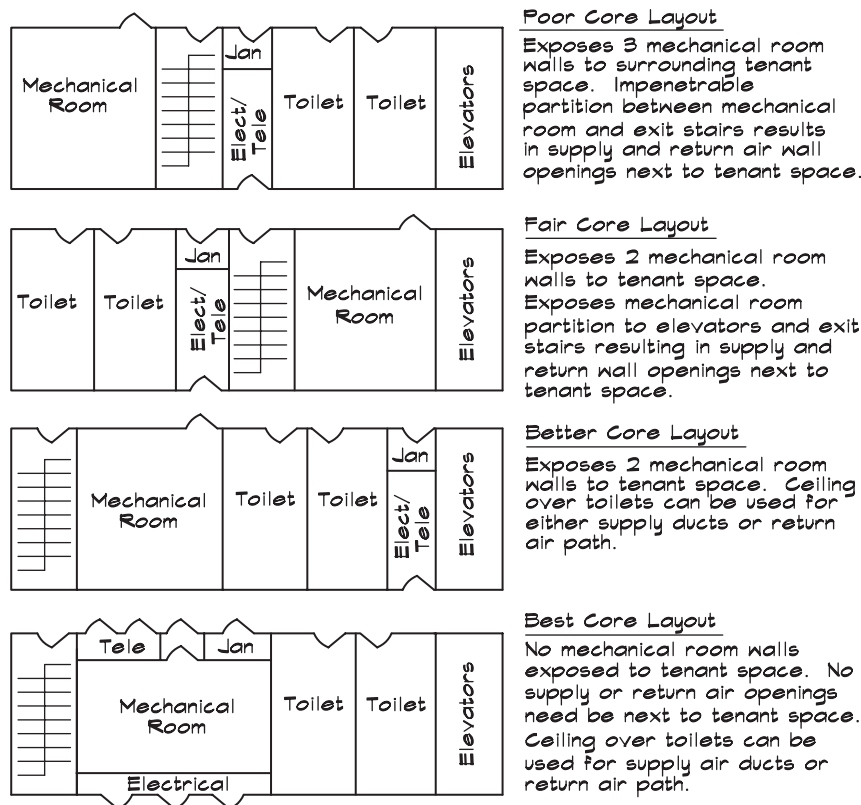 Poor Core Layout
Exposes 3 mechanical room
walls to surrounding tenant
space. Impenetrable
partition between mechanical
room and exit stairs results
in supply and return air wall
openings next to tenant space.
Mechanical
Room
Jan
Elect/
Tele
Toilet
Toilet
Elevators
Fair Core Layout
Exposes 2 mechanical room
walls to tenant space.
Exposes mechanical room
partition to elevators and exit
stairs resulting in supply and
return wall openings next to
tenant space.
Toilet
Toilet
Jan
Elect/
Tele
Mechanical
Room
Elevators
Better Core Layout
Exposes 2 mechanical room
walls to tenant space. Ceiling
over toilets can be used for
either supply ducts or return
air path.
Mechanical
Room
Toilet
Toilet
Jan
Elect/
Tele
Elevators
Best Core Layout
No mechanical room walls
exposed to tenant space. No
supply or return air openings
need be next to tenant space.
Ceiling over toilets can be
used for supply air ducts or
return air path.
Tele
Jan
Mechanical
Room
Electrical
Toilet
Toilet
Elevators